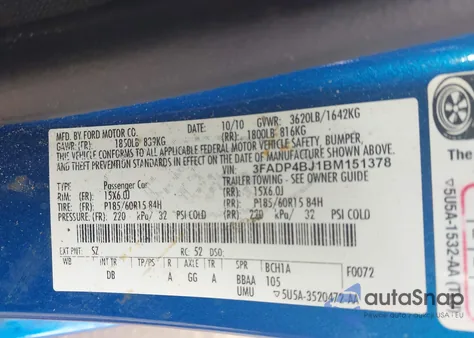 MFD. BY FORD MOTOR CO.
DATE: 10/10 GVWR: 3620LB/1642KG
GAWR: (FR) 1850LB 839KG (RR) 1800LB 816KG
THIS VEHICLE CONFORMS TO ALL APPLICABLE FEDERAL MOTOR VEHICLE SAFETY, BUMPER,
AND THEFT PREVENTION STANDARDS IN EFFECT ON THE DATE OF MANUFACTURE SHOWN ABOVE.
VIN: 3FADP4BJ1BM151378
TYPE: Passenger Car TRAILER TOWING - SEE OWNER GUIDE
RIM: (FR) 15X6.0J (RR) 15X6.0J
TIRE: (FR) P185/60R15 84H (RR) P185/60R15 84H
PRESSURE: (FR) 220 kPa/ 32 PSI COLD (RR) 220 kPa/ 32 PSI COLD
EXT PNT: SZ RC: 52 DSO:
WB INT TR TP/PS R AXLE TR SPR BCH1A F0072
DB A GG A BBAA 105
UMU 5U5A-3520472-AA
5U5A-1532-AA
autoSnap